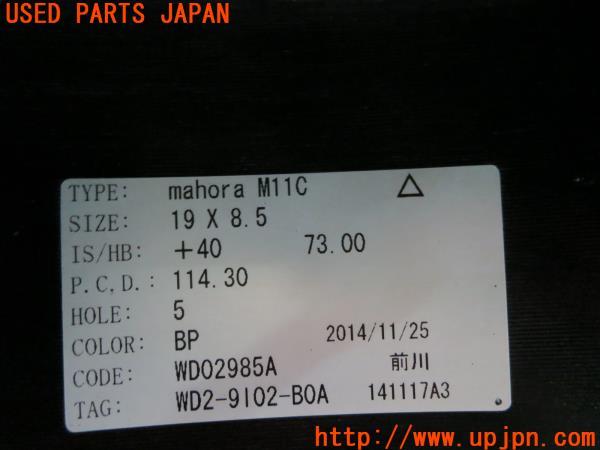 USED PARTS JAPAN
TYPE: mahora M11C △
SIZE: 19 X 8.5
IS/HB: +40 73.00
P.C.D.: 114.30
HOLE: 5
COLOR: BP 2014/11/25
CODE: WD02985A 前川
TAG: WD2-9I02-B0A 141117A3
http://www.upjpn.com